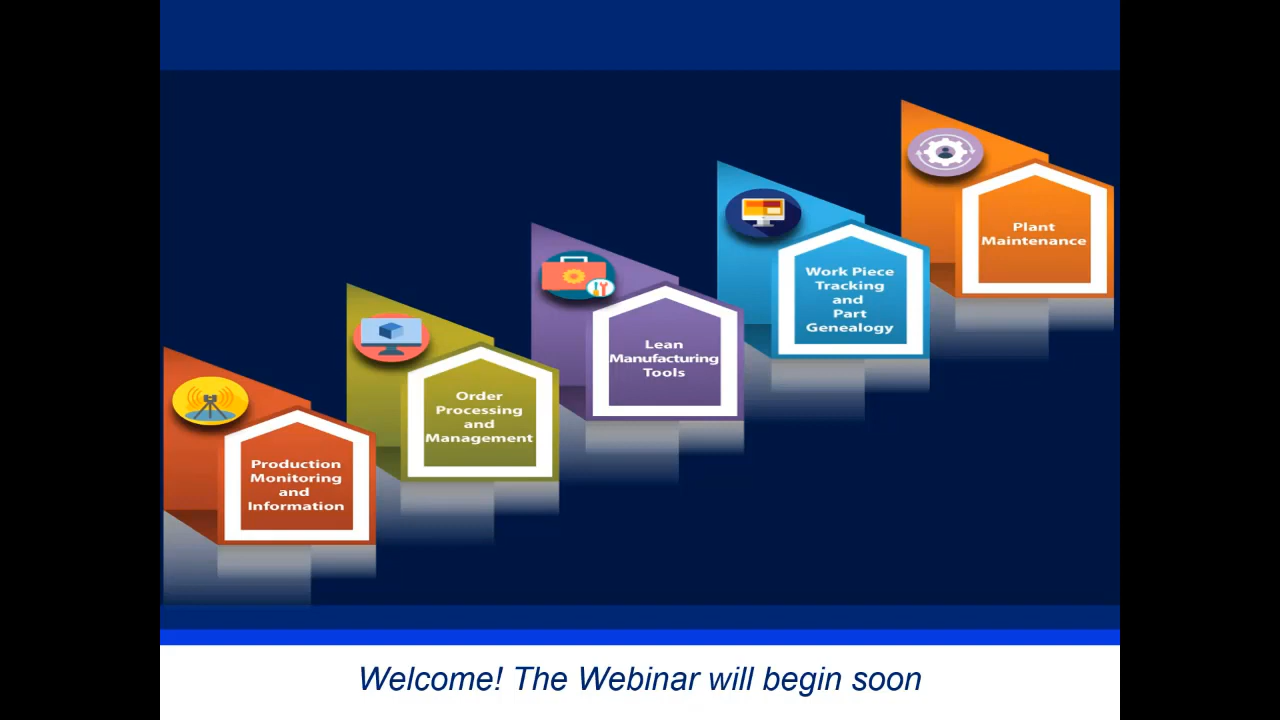 Production
Monitoring
and
Information
Order
Processing
and
Management
Lean
Manufacturing
Tools
Work Piece
Tracking
and
Part
Genealogy
Plant
Maintenance
Welcome! The Webinar will begin soon